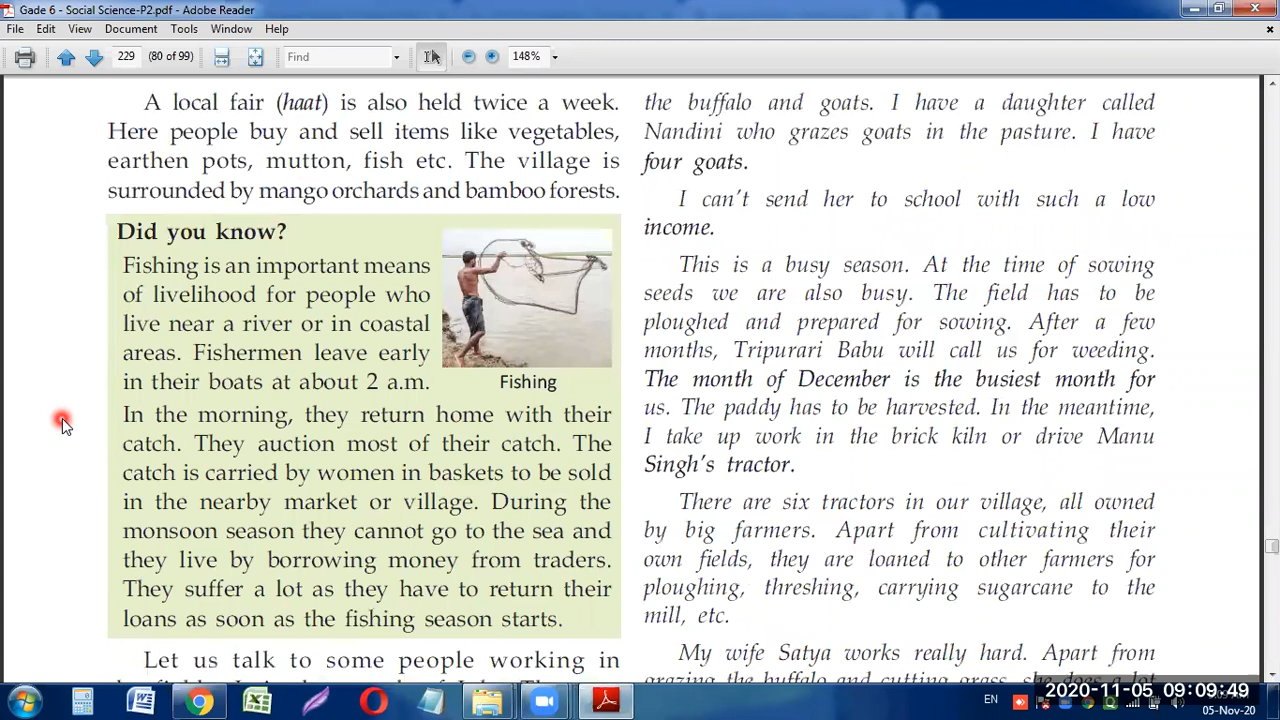 Gade 6 - Social Science-P2.pdf - Adobe Reader
File Edit View Document Tools Window Help
229 (80 of 99) Find 148%
A local fair (haat) is also held twice a week.
Here people buy and sell items like vegetables,
earthen pots, mutton, fish etc. The village is
surrounded by mango orchards and bamboo forests.
Did you know?
Fishing is an important means
of livelihood for people who
live near a river or in coastal
areas. Fishermen leave early
in their boats at about 2 a.m.
Fishing
In the morning, they return home with their
catch. They auction most of their catch. The
catch is carried by women in baskets to be sold
in the nearby market or village. During the
monsoon season they cannot go to the sea and
they live by borrowing money from traders.
They suffer a lot as they have to return their
loans as soon as the fishing season starts.
Let us talk to some people working in
the buffalo and goats. I have a daughter called
Nandini who grazes goats in the pasture. I have
four goats.
I can't send her to school with such a low
income.
This is a busy season. At the time of sowing
seeds we are also busy. The field has to be
ploughed and prepared for sowing. After a few
months, Tripurari Babu will call us for weeding.
The month of December is the busiest month for
us. The paddy has to be harvested. In the meantime,
I take up work in the brick kiln or drive Manu
Singh's tractor.
There are six tractors in our village, all owned
by big farmers. Apart from cultivating their
own fields, they are loaned to other farmers for
ploughing, threshing, carrying sugarcane to the
mill, etc.
My wife Satya works really hard. Apart from
grazing the buffalo and cutting grass, she does a lot
EN
2020-11-05 09:09:49
05-Nov-20